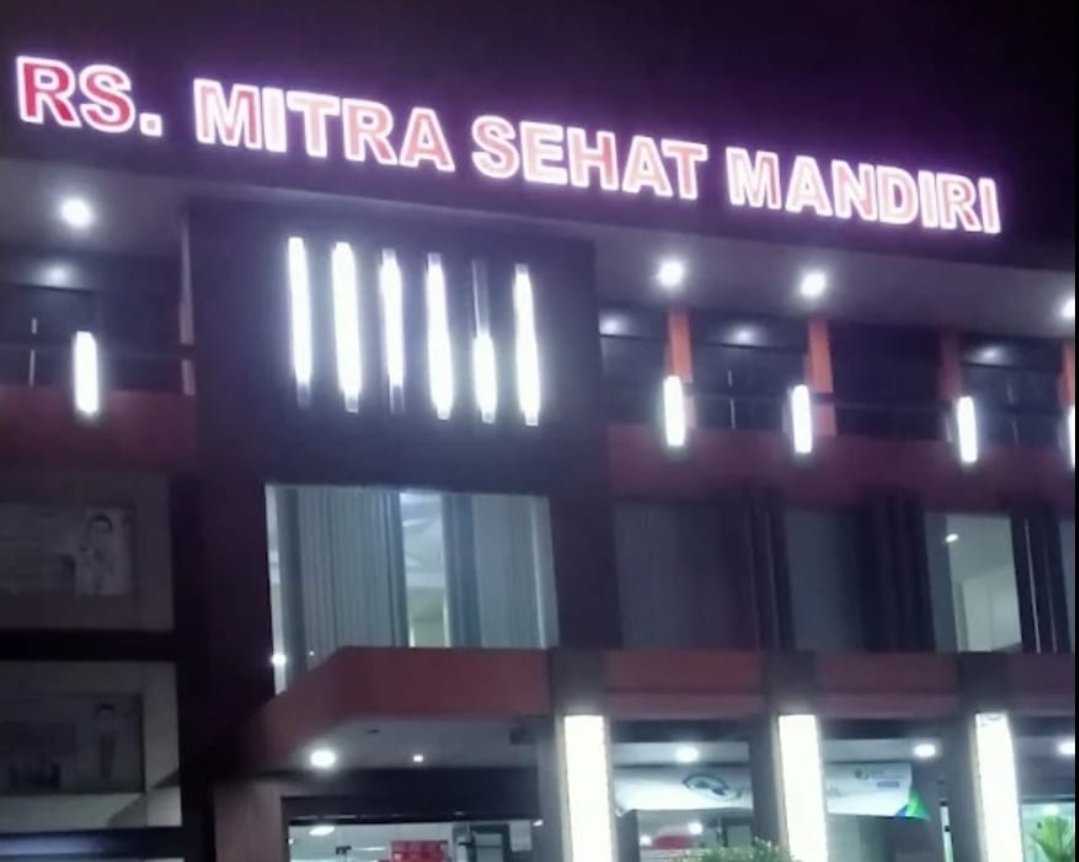 RS. MITRA SEHAT MANDIRI